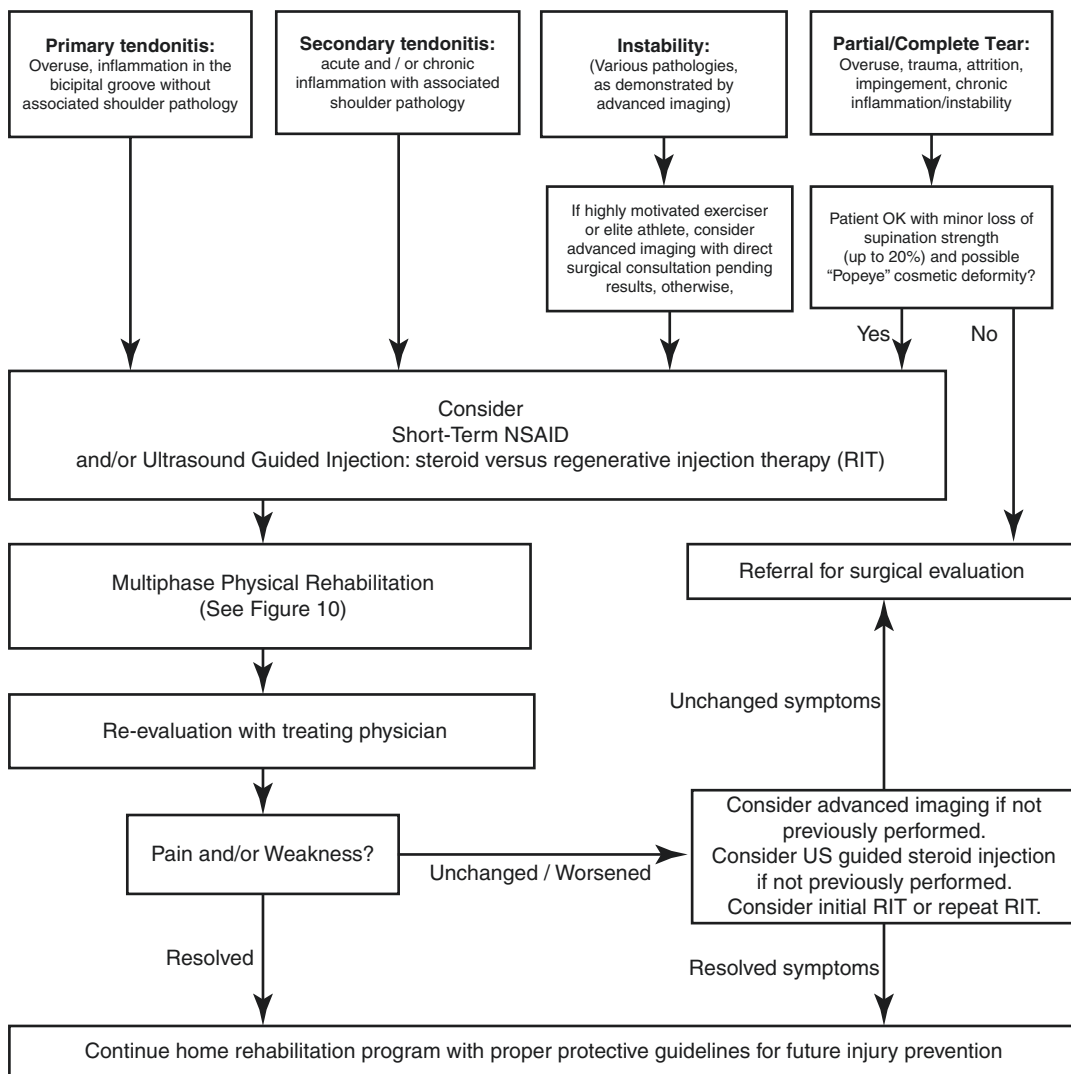 Primary tendonitis:
Overuse, inflammation in the
bicipital groove without
associated shoulder pathology
Secondary tendonitis:
acute and / or chronic
inflammation with associated
shoulder pathology
Instability:
(Various pathologies,
as demonstrated by
advanced imaging)
Partial/Complete Tear:
Overuse, trauma, attrition,
impingement, chronic
inflammation/instability
If highly motivated exerciser
or elite athlete, consider
advanced imaging with direct
surgical consultation pending
results, otherwise,
Patient OK with minor loss of
supination strength
(up to 20%) and possible
“Popeye” cosmetic deformity?
Yes
No
Consider
Short-Term NSAID
and/or Ultrasound Guided Injection: steroid versus regenerative injection therapy (RIT)
Multiphase Physical Rehabilitation
(See Figure 10)
Referral for surgical evaluation
Re-evaluation with treating physician
Unchanged symptoms
Pain and/or Weakness?
Unchanged / Worsened
Consider advanced imaging if not
previously performed.
Consider US guided steroid injection
if not previously performed.
Consider initial RIT or repeat RIT.
Resolved
Resolved symptoms
Continue home rehabilitation program with proper protective guidelines for future injury prevention